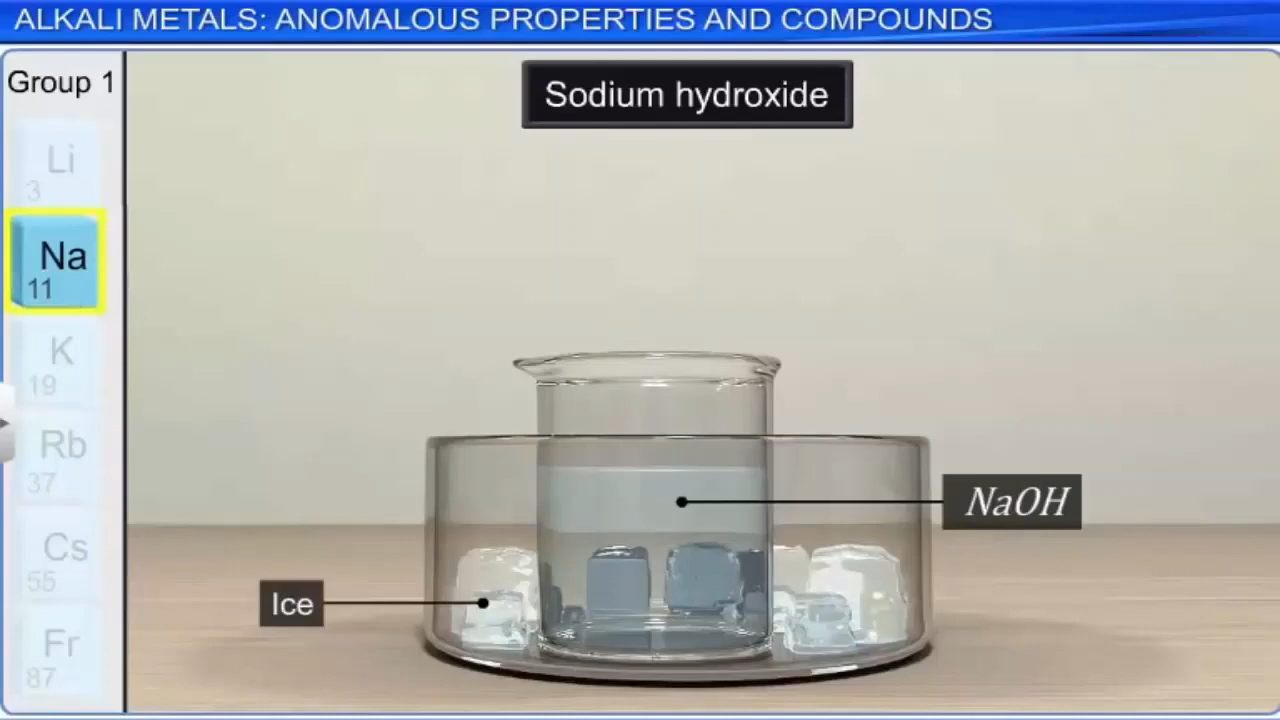 ALKALI METALS: ANOMALOUS PROPERTIES AND COMPOUNDS
Group 1
Li
3
Na
11
K
19
Rb
37
Cs
55
Fr
87
Sodium hydroxide
NaOH
Ice